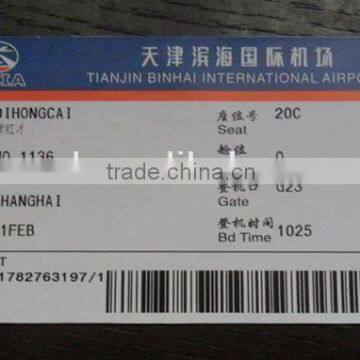 天津滨海国际机场
TIANJIN BINHAI INTERNATIONAL AIRPO
IHONGCAI
红才
座位号 20C
Seat
1136
舱位
登机口 G23
Gate
HANGHAI
1FEB
登机时间
Bd Time 1025
T
1782763197/1
trade.china.cn